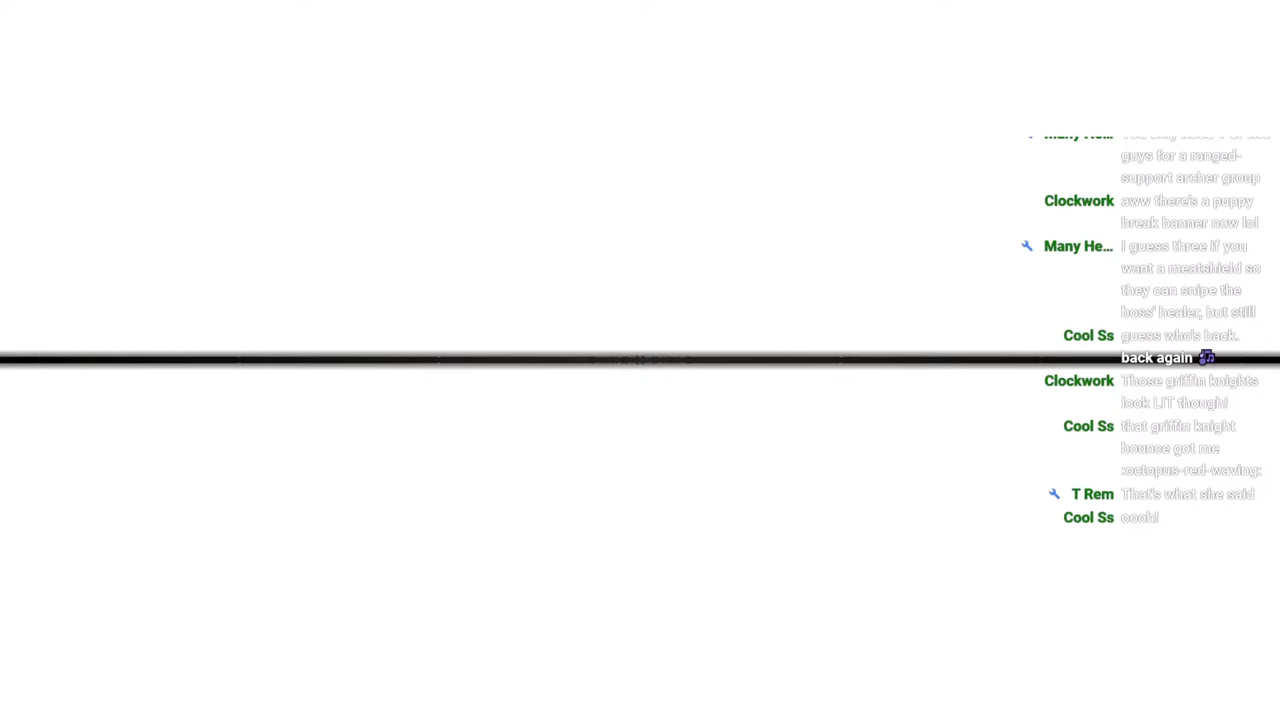 Many He...
guys for a ranged-
support archer group
Clockwork aww there's a puppy
break banner now lol
Many He... I guess three if you
want a meatshield so
they can snipe the
boss' healer, but still
Cool Ss guess who's back.
back again
Clockwork Those griffin knights
look LIT though!
Cool Ss that griffin knight
bounce got me
:octopus-red-waving:
T Rem That's what she said
Cool Ss oooh!